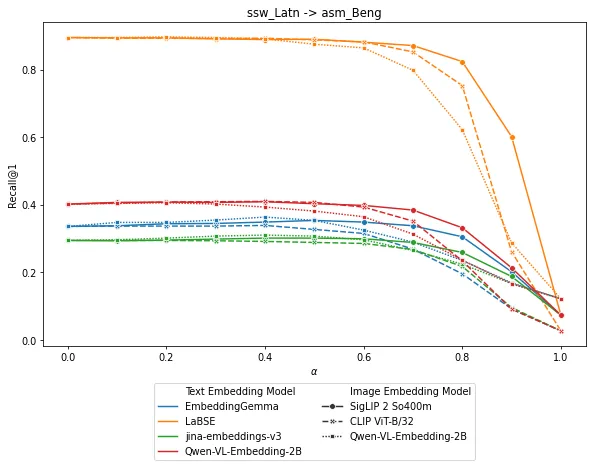 ssw_Latn -> asm_Beng
Recall@1
0.8
0.6
0.4
0.2
0.0
0.0 0.2 0.4 0.6 0.8 1.0
α
Text Embedding Model
EmbeddingGemma
LaBSE
jina-embeddings-v3
Qwen-VL-Embedding-2B
Image Embedding Model
SigLIP 2 So400m
CLIP ViT-B/32
Qwen-VL-Embedding-2B